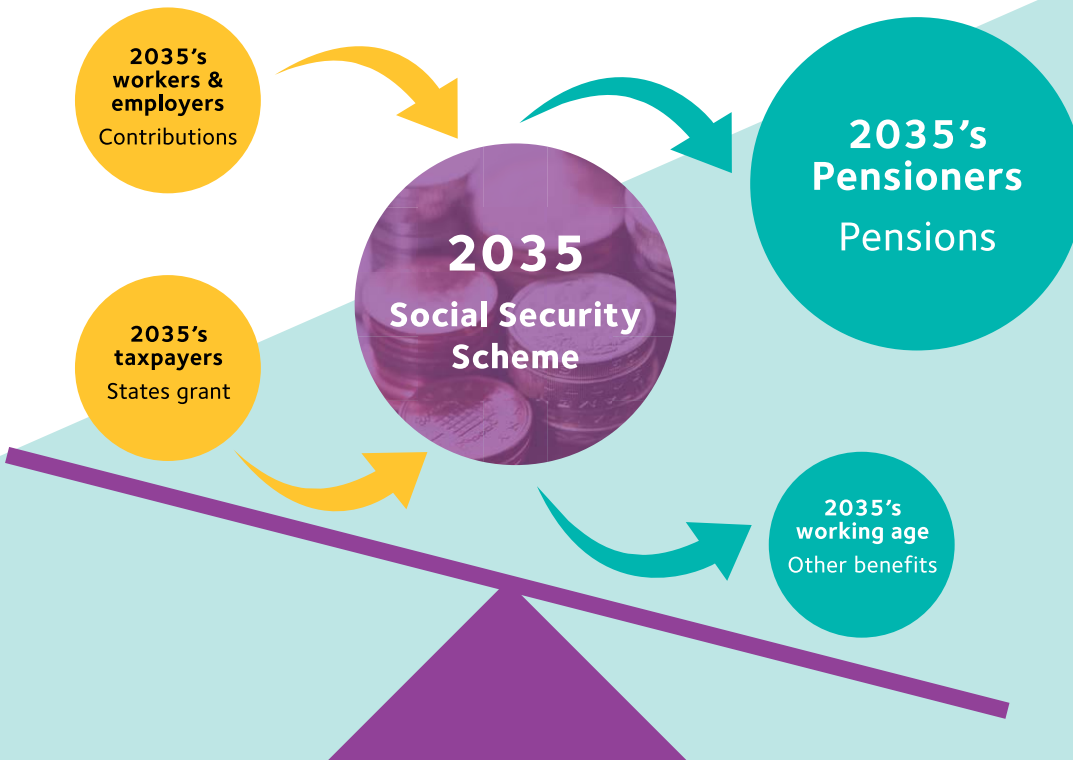 2035's
workers &
employers
Contributions
2035's
taxpayers
States grant
2035
Social Security
Scheme
2035's
Pensioners
Pensions
2035's
working age
Other benefits